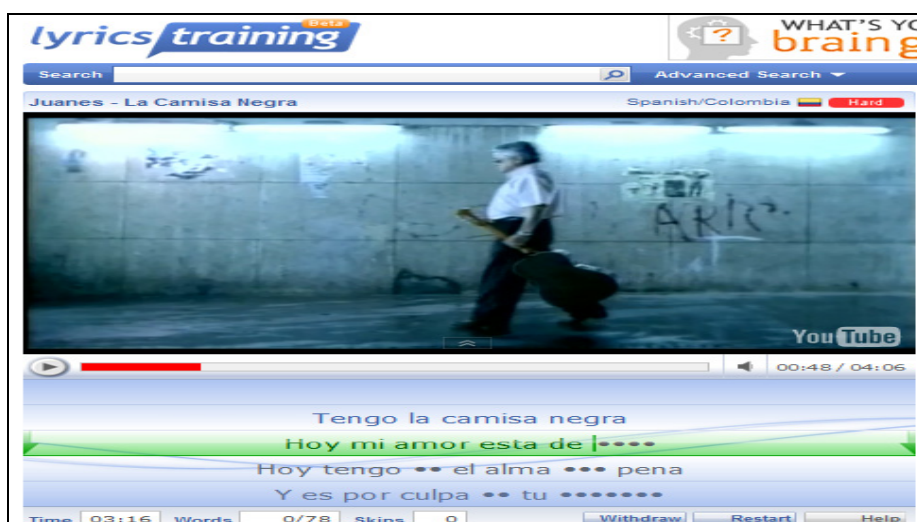 lyrics training Beta
WHAT'S YO
brain g
Search Advanced Search
Juanes - La Camisa Negra Spanish/Colombia Hard
ARIC.
YouTube
00:48 / 04:06
Tengo la camisa negra
Hoy mi amor esta de ••••
Hoy tengo •• el alma ••• pena
Y es por culpa •• tu •••••••
Time 03:16 Words 0/78 Skips 0 Withdraw Restart Help